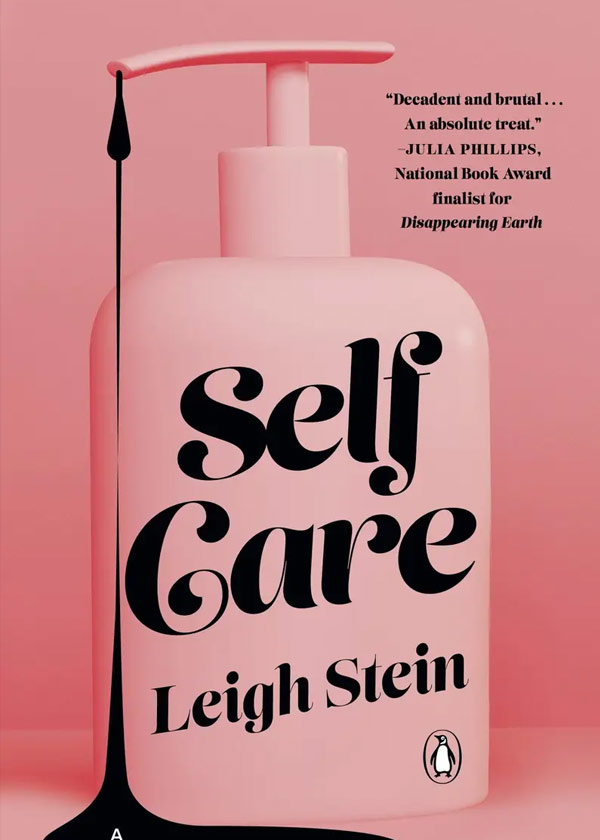 “Decadent and brutal . . .
An absolute treat.”
–JULIA PHILLIPS,
National Book Award
finalist for
Disappearing Earth
Self
Care
Leigh Stein
A